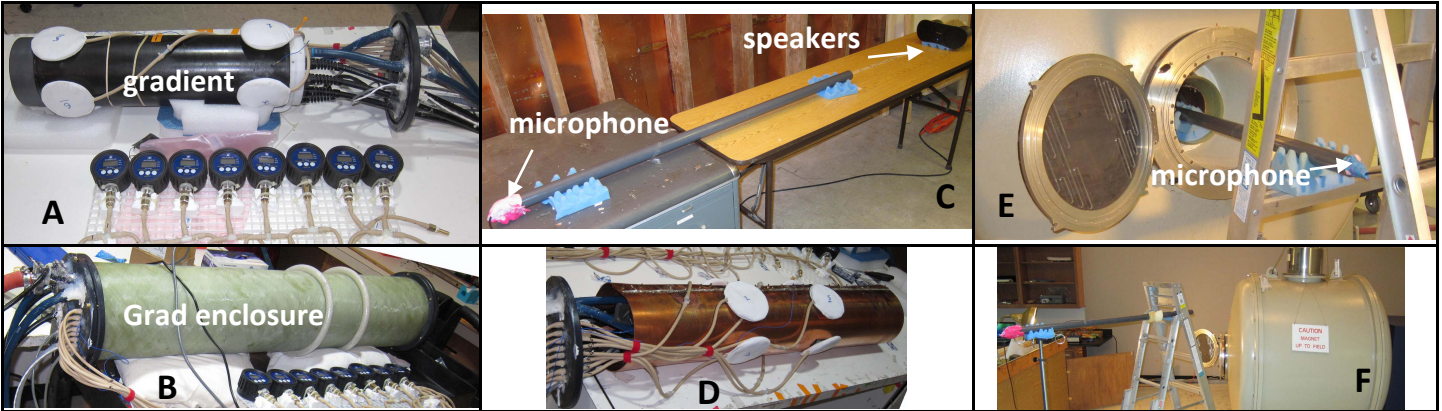 gradient
A
speakers
microphone
C
microphone
E
Grad enclosure
B
D
CAUTION
MAGNET
UP TO FIELD
F